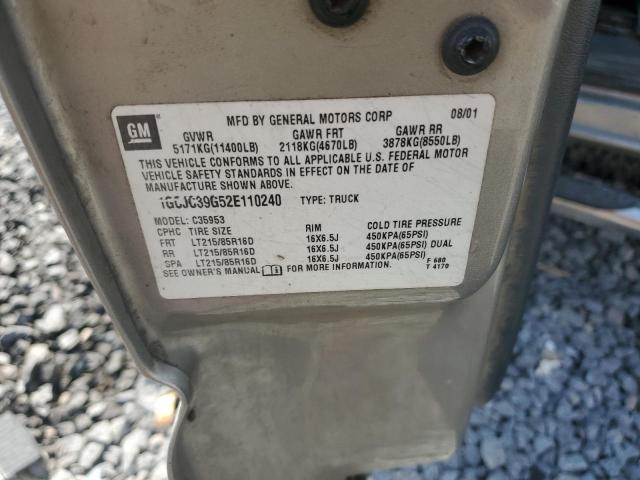 GM
MFD BY GENERAL MOTORS CORP 08/01
GVWR GAWR FRT GAWR RR
5171KG(11400LB) 2118KG(4670LB) 3878KG(8550LB)
THIS VEHICLE CONFORMS TO ALL APPLICABLE U.S. FEDERAL MOTOR
VEHICLE SAFETY STANDARDS IN EFFECT ON THE DATE OF
MANUFACTURE SHOWN ABOVE.
1GCJC39G52E110240 TYPE: TRUCK
MODEL: C35953
CPHC TIRE SIZE RIM COLD TIRE PRESSURE
FRT LT215/85R16D 16X6.5J 450KPA(65PSI)
RR LT215/85R16D 16X6.5J 450KPA(65PSI) DUAL
SPA LT215/85R16D 16X6.5J 450KPA(65PSI)
SEE OWNER'S MANUAL FOR MORE INFORMATION. F 680
T 4170